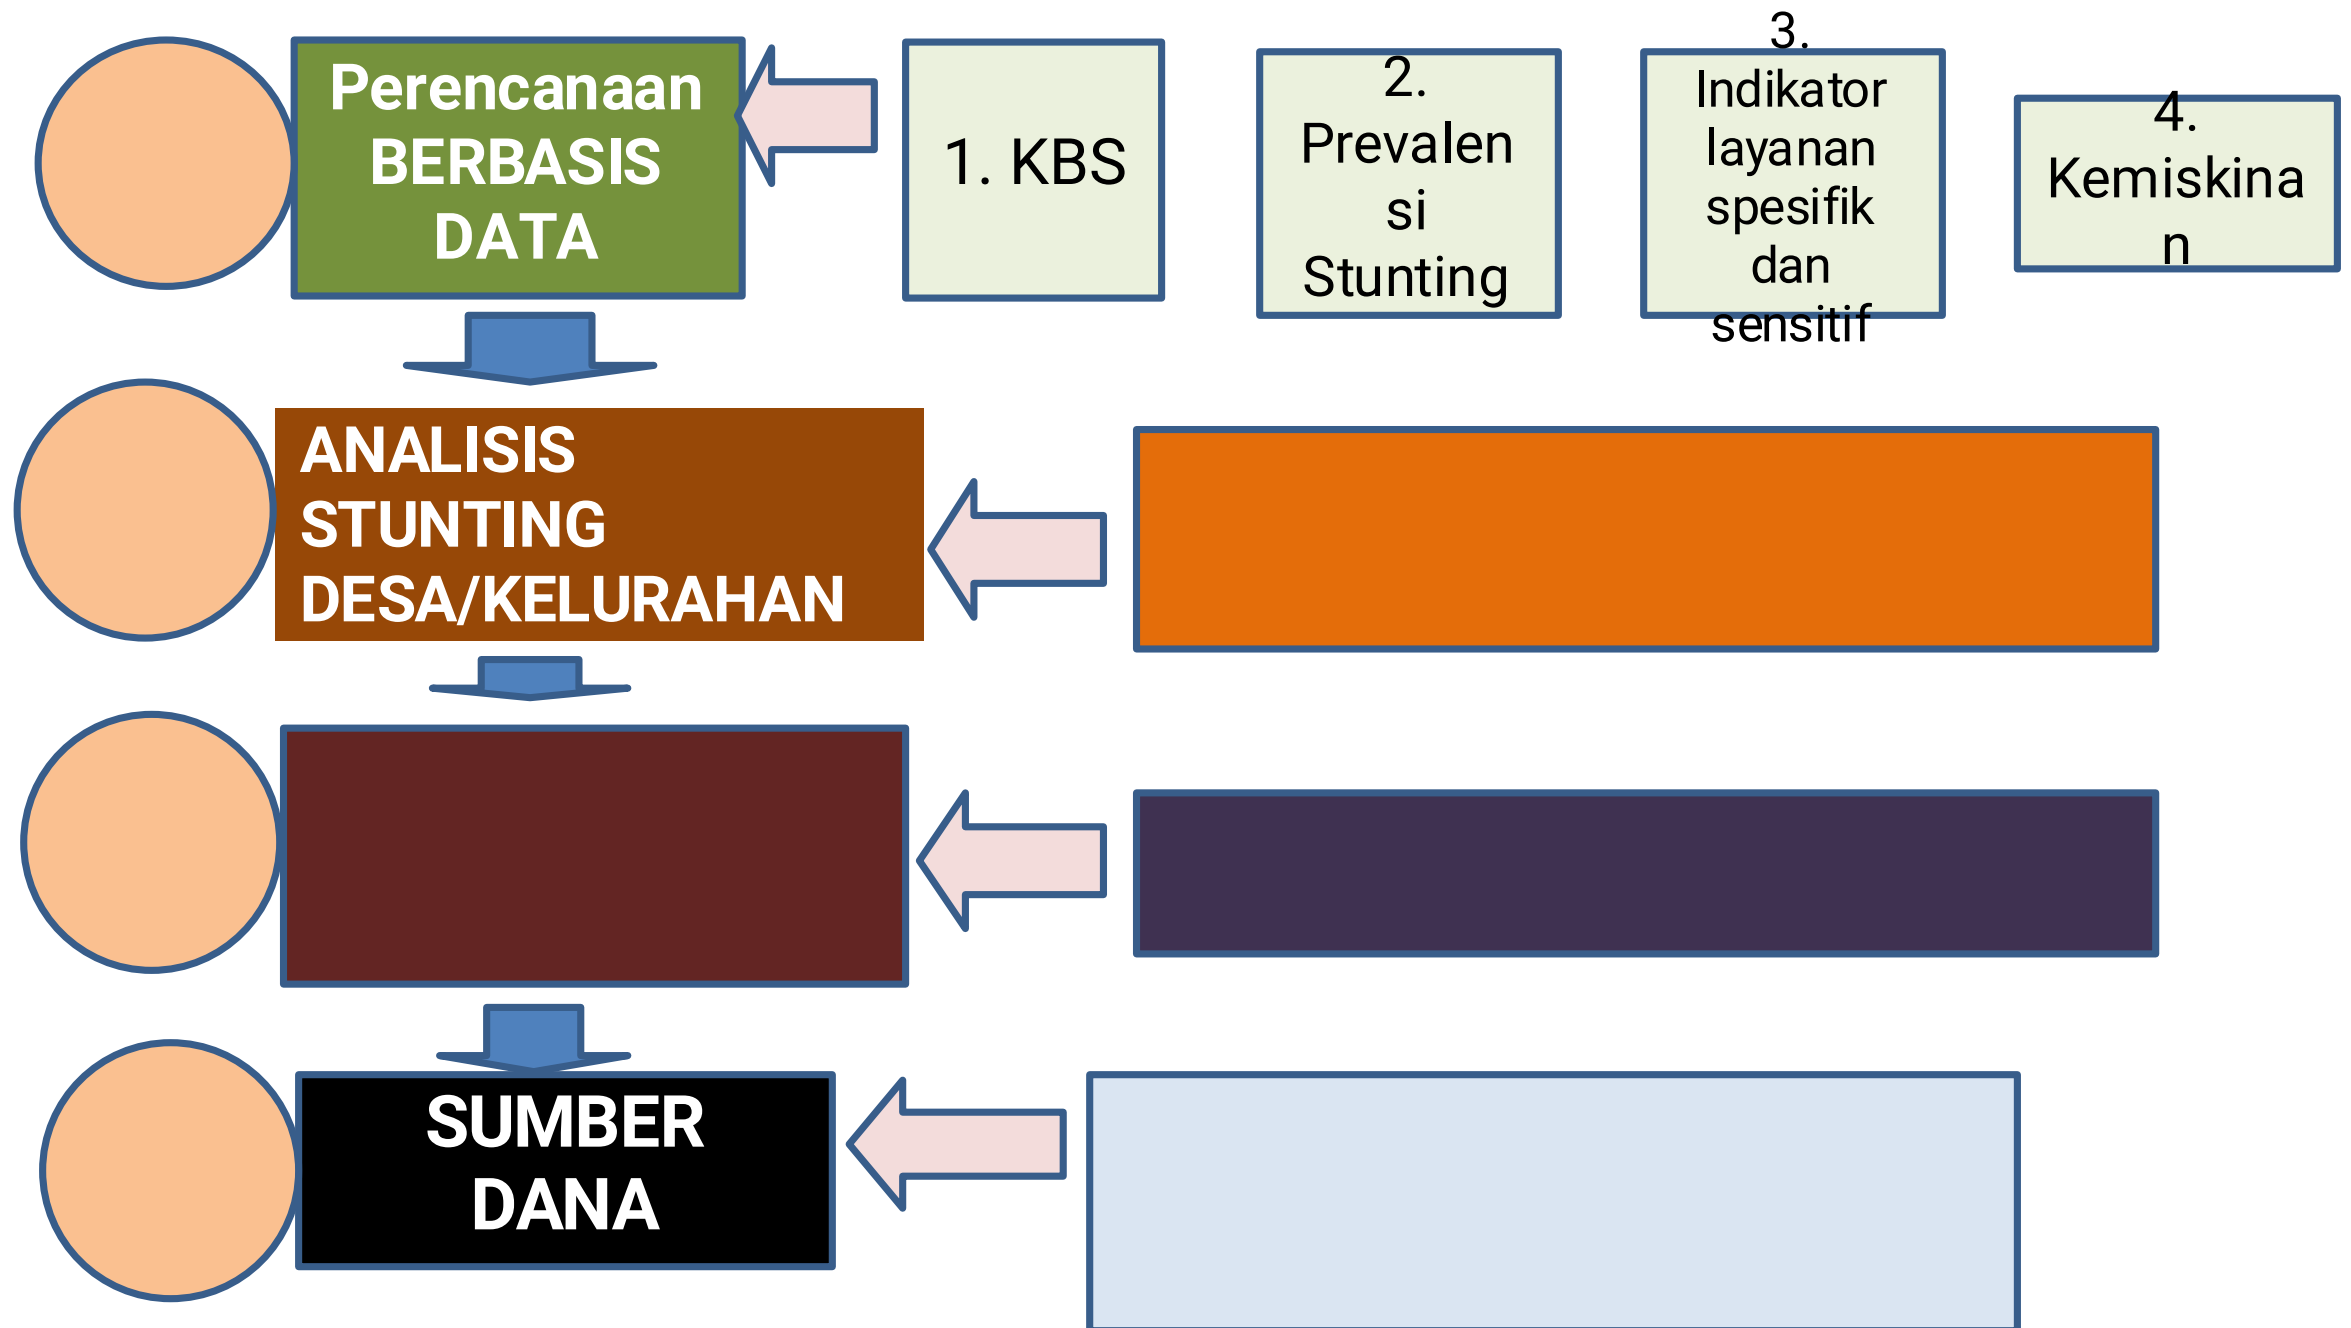 Perencanaan
BERBASIS
DATA
1. KBS
2.
Prevalen
si
Stunting
3.
Indikator
layanan
spesifik
dan
sensitif
4.
Kemiskina
n
ANALISIS
STUNTING
DESA/KELURAHAN
SUMBER
DANA